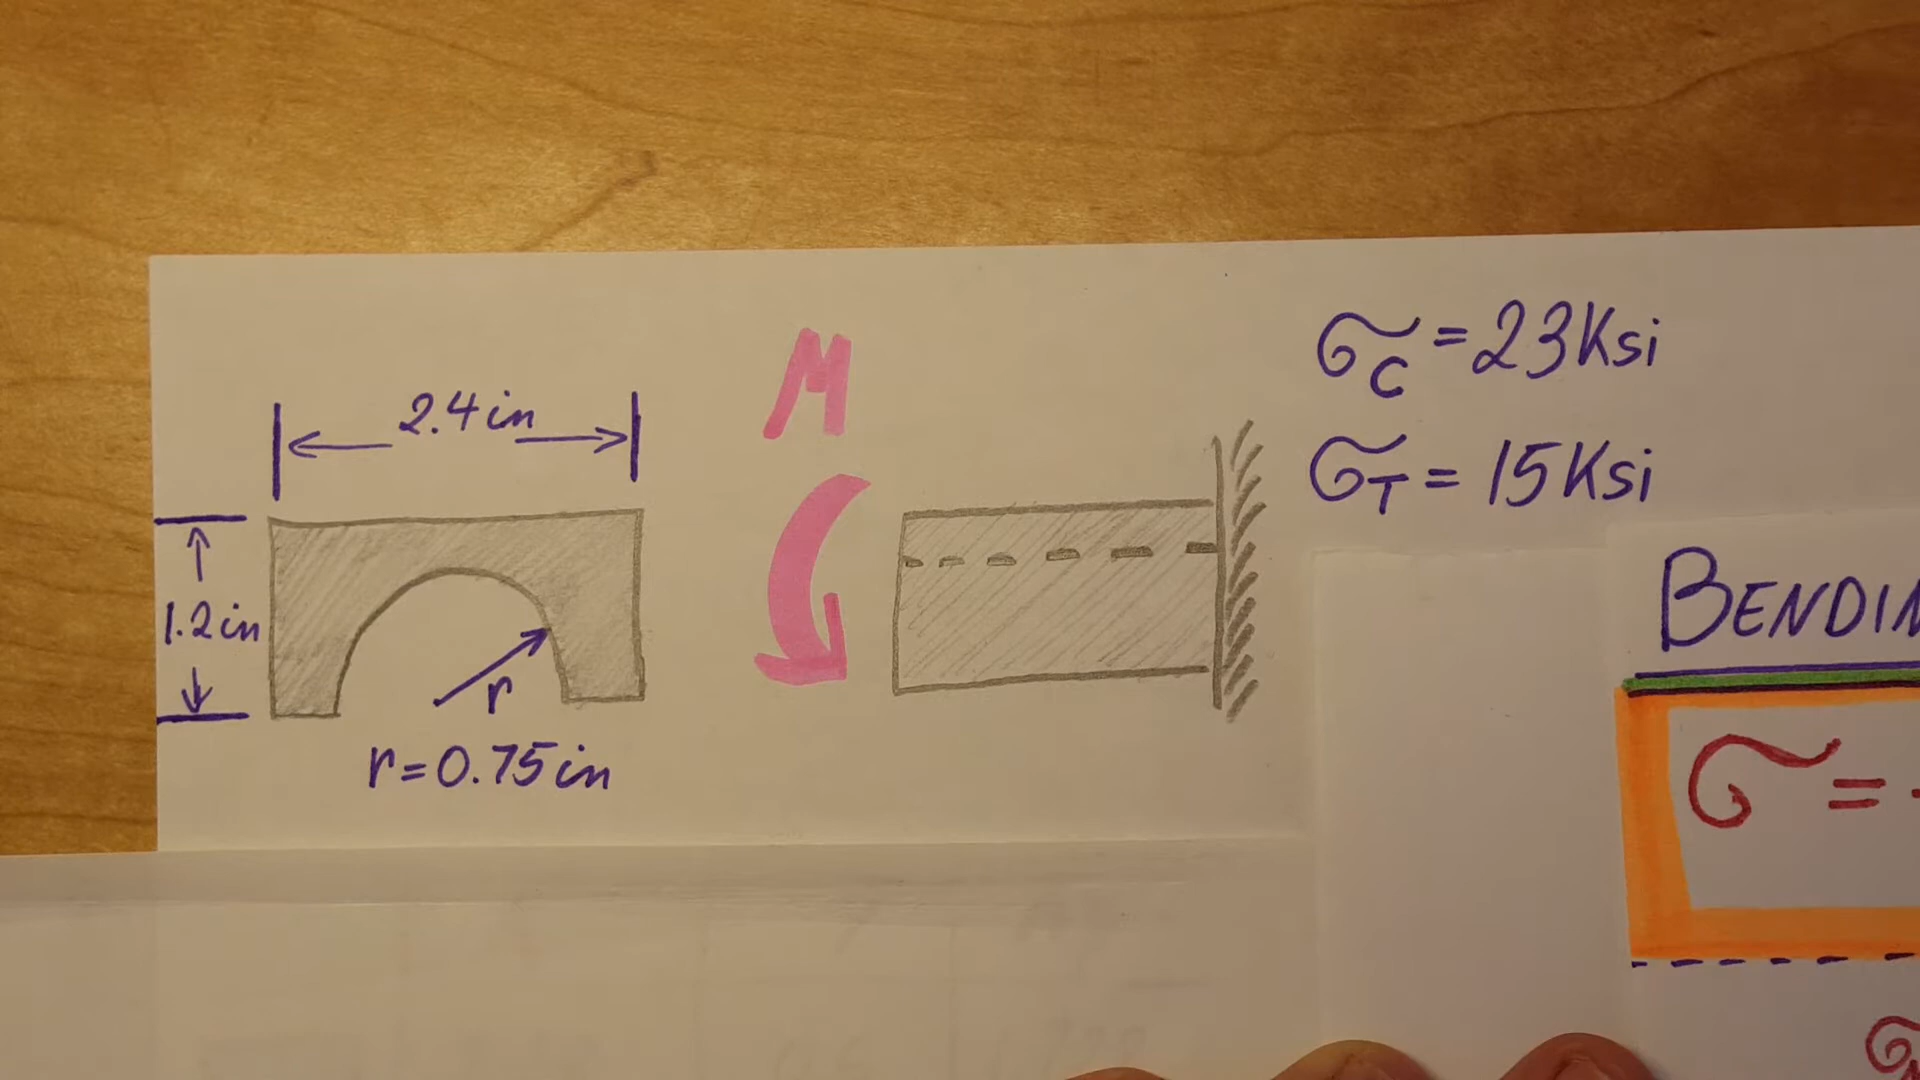 2.4 in
1.2 in
r
r = 0.75 in
M
σC = 23 Ksi
σT = 15 Ksi
BENDIN
σ = -
σ